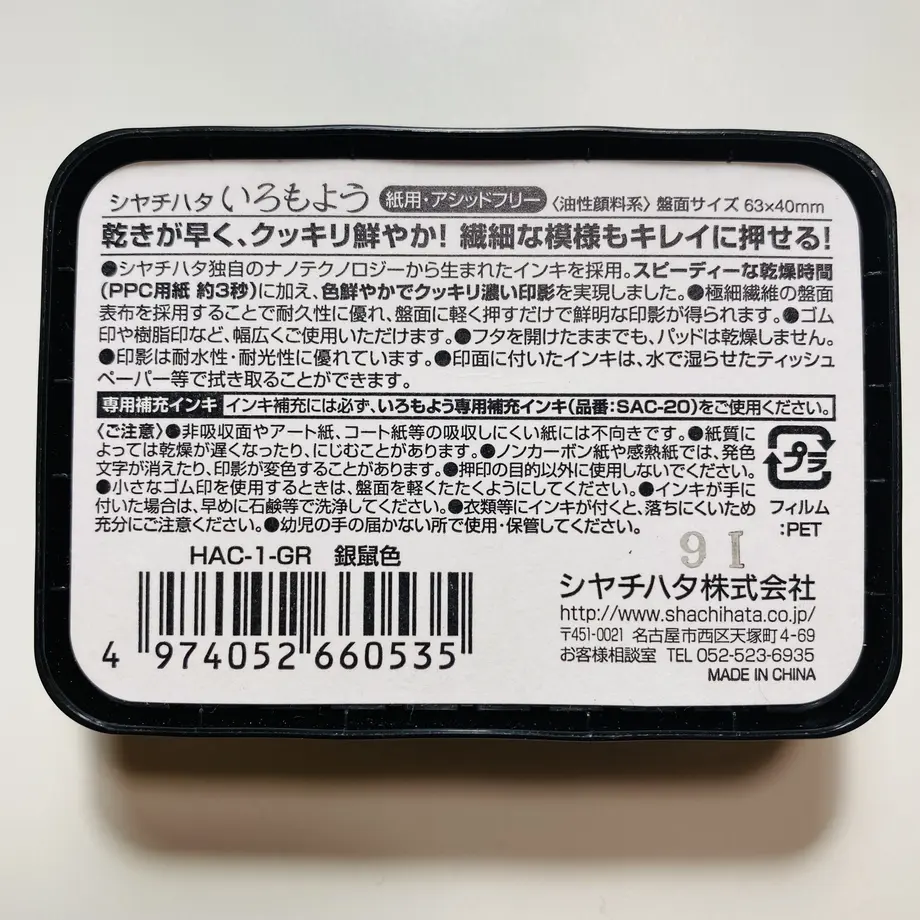 シヤチハタ いろもよう 紙用・アシッドフリー 〈油性顔料系〉 盤面サイズ 63×40mm
乾きが早く、クッキリ鮮やか! 繊細な模様もキレイに押せる!
●シヤチハタ独自のナノテクノロジーから生まれたインキを採用。スピーディーな乾燥時間
(PPC用紙 約3秒)に加え、色鮮やかでクッキリ濃い印影を実現しました。●極細繊維の盤面
表布を採用することで耐久性に優れ、盤面に軽く押すだけで鮮明な印影が得られます。●ゴム
印や樹脂印など、幅広くご使用いただけます。●フタを開けたままでも、パッドは乾燥しません。
●印影は耐水性・耐光性に優れています。●印面に付いたインキは、水で湿らせたティッシュ
ペーパー等で拭き取ることができます。
専用補充インキ インキ補充には必ず、いろもよう専用補充インキ(品番:SAC-20)をご使用ください。
〈ご注意〉●非吸収面やアート紙、コート紙等の吸収しにくい紙には不向きです。●紙質に
よっては乾燥が遅くなったり、にじむことがあります。●ノンカーボン紙や感熱紙では、発色
文字が消えたり、印影が変色することがあります。●押印の目的以外に使用しないでください。
●小さなゴム印を使用するときは、盤面を軽くたたくようにしてください。●インキが手に
付いた場合は、早めに石鹸等で洗浄してください。●衣類等にインキが付くと、落ちにくいため
充分にご注意ください。●幼児の手の届かない所で使用・保管してください。
プラ
フィルム
:PET
HAC-1-GR 銀鼠色
4 974052 660535
91
シヤチハタ株式会社
http://www.shachihata.co.jp/
〒451-0021 名古屋市西区天塚町4-69
お客様相談室 TEL 052-523-6935
MADE IN CHINA